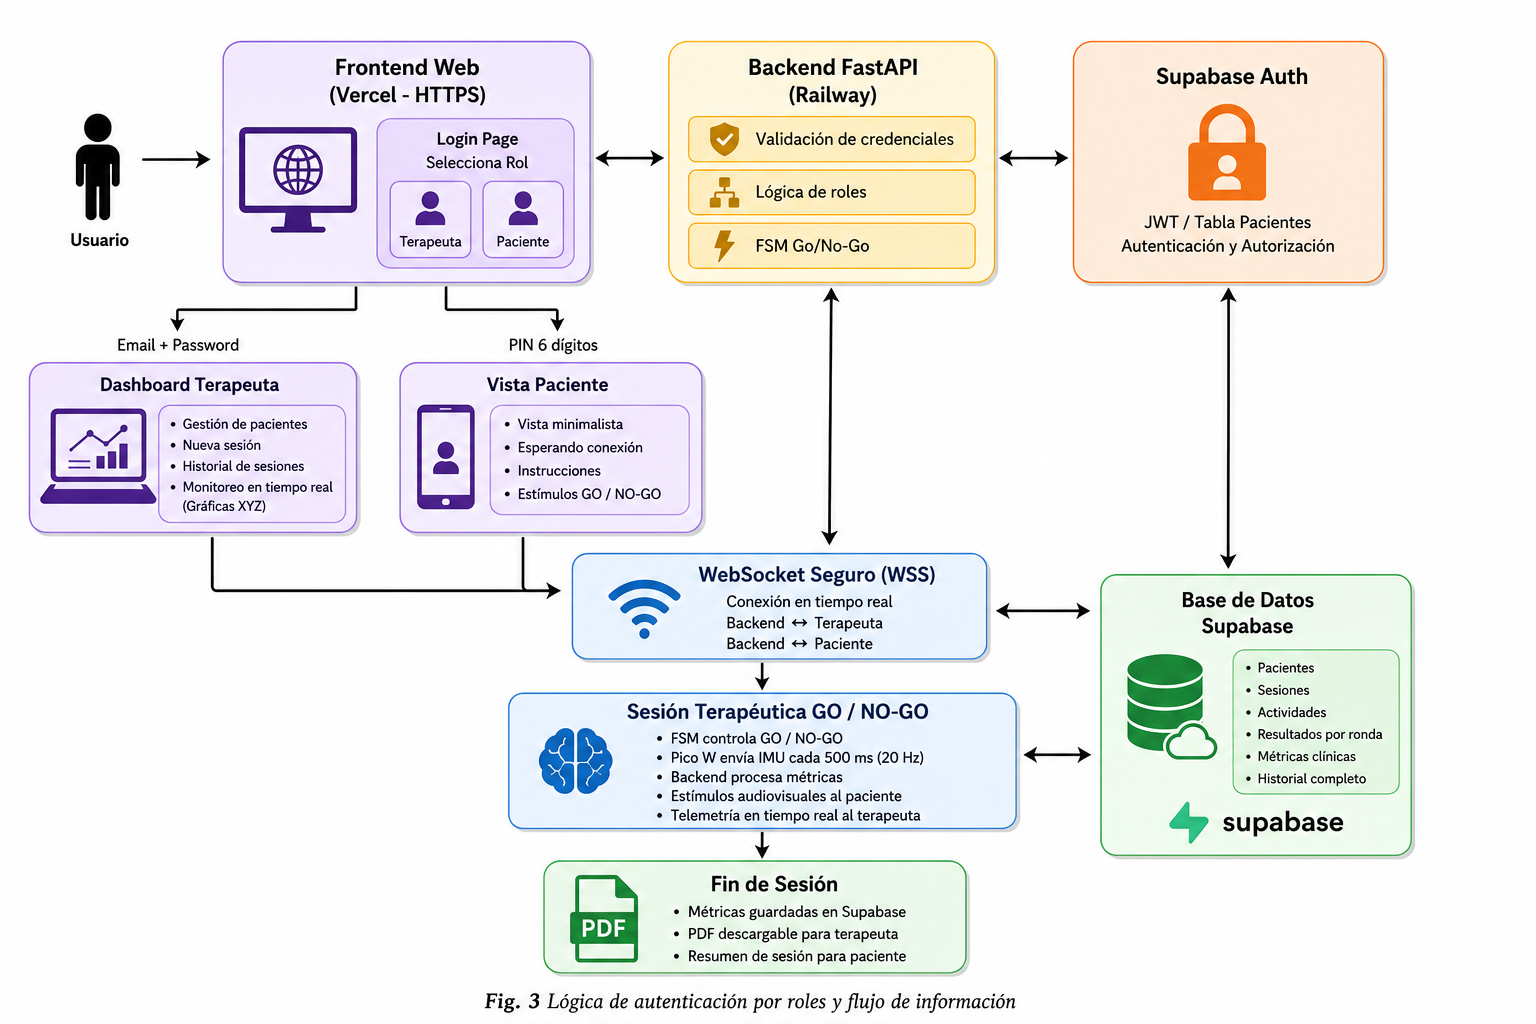 Frontend Web
(Vercel - HTTPS)
Login Page
Selecciona Rol
Terapeuta
Paciente
Usuario
Backend FastAPI
(Railway)
Validación de credenciales
Lógica de roles
FSM Go/No-Go
Supabase Auth
JWT / Tabla Pacientes
Autenticación y Autorización
Email + Password
PIN 6 dígitos
Dashboard Terapeuta
• Gestión de pacientes
• Nueva sesión
• Historial de sesiones
• Monitoreo en tiempo real
(Gráficas XYZ)
Vista Paciente
• Vista minimalista
• Esperando conexión
• Instrucciones
• Estímulos GO / NO-GO
WebSocket Seguro (WSS)
Conexión en tiempo real
Backend ↔ Terapeuta
Backend ↔ Paciente
Base de Datos
Supabase
• Pacientes
• Sesiones
• Actividades
• Resultados por ronda
• Métricas clínicas
• Historial completo
supabase
Sesión Terapéutica GO / NO-GO
• FSM controla GO / NO-GO
• Pico W envía IMU cada 500 ms (20 Hz)
• Backend procesa métricas
• Estímulos audiovisuales al paciente
• Telemetría en tiempo real al terapeuta
Fin de Sesión
PDF
• Métricas guardadas en Supabase
• PDF descargable para terapeuta
• Resumen de sesión para paciente
Fig. 3 Lógica de autenticación por roles y flujo de información